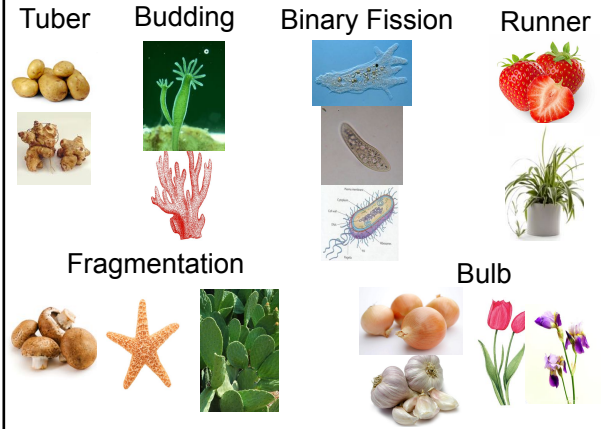 Tuber
Budding
Binary Fission
Runner
Fragmentation
Bulb